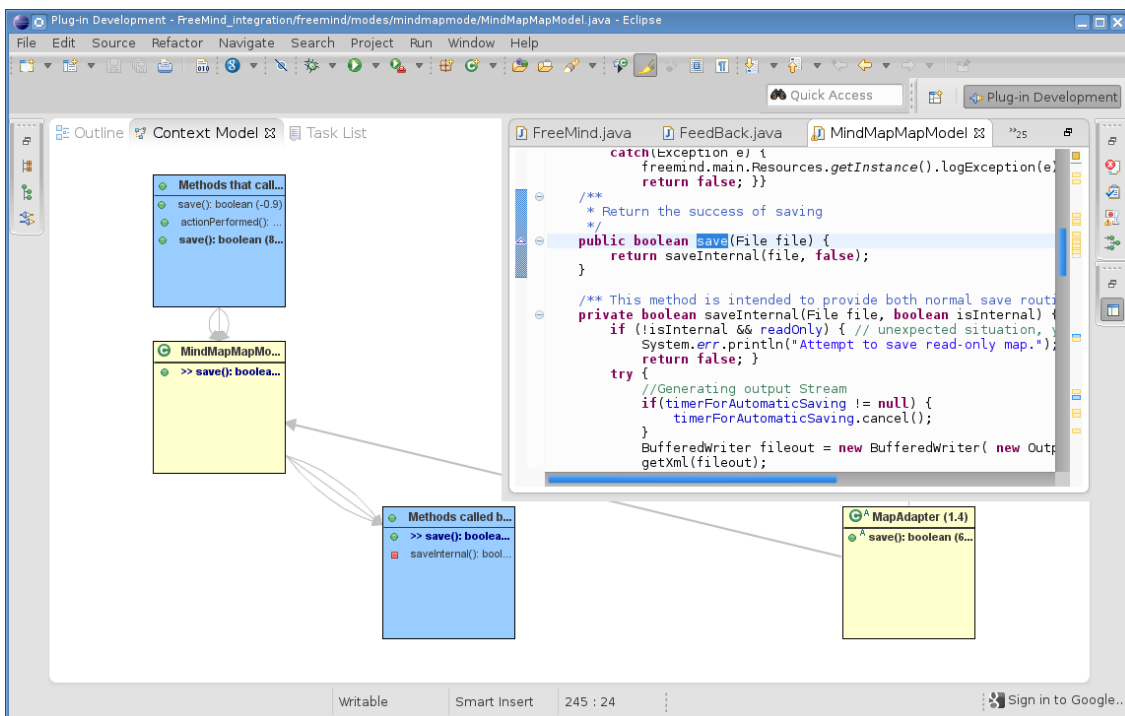 Plug-in Development - FreeMind_integration/freemind/modes/mindmapmode/MindMapMapModel.java - Eclipse
File Edit Source Refactor Navigate Search Project Run Window Help
Quick Access
Plug-in Development
Outline Context Model Task List
Methods that call...
save(): boolean (-0.9)
actionPerformed(): ...
save(): boolean (8...
MindMapMapMo...
>> save(): boolea...
Methods called b...
>> save(): boolea...
saveInternal(): bool...
MapAdapter (1.4)
save(): boolean (6...
FreeMind.java FeedBack.java MindMapMapModel »25
catch(Exception e) {
freemind.main.Resources.getInstance().logException(e)
return false; }}
/**
* Return the success of saving
*/
public boolean save(File file) {
return saveInternal(file, false);
}
/** This method is intended to provide both normal save routi
private boolean saveInternal(File file, boolean isInternal) {
if (!isInternal && readOnly) { // unexpected situation, y
System.err.println("Attempt to save read-only map.");
return false; }
try {
//Generating output Stream
if(timerForAutomaticSaving != null) {
timerForAutomaticSaving.cancel();
}
BufferedWriter fileout = new BufferedWriter( new Outp
getXml(fileout);
Writable Smart Insert 245 : 24 Sign in to Google...